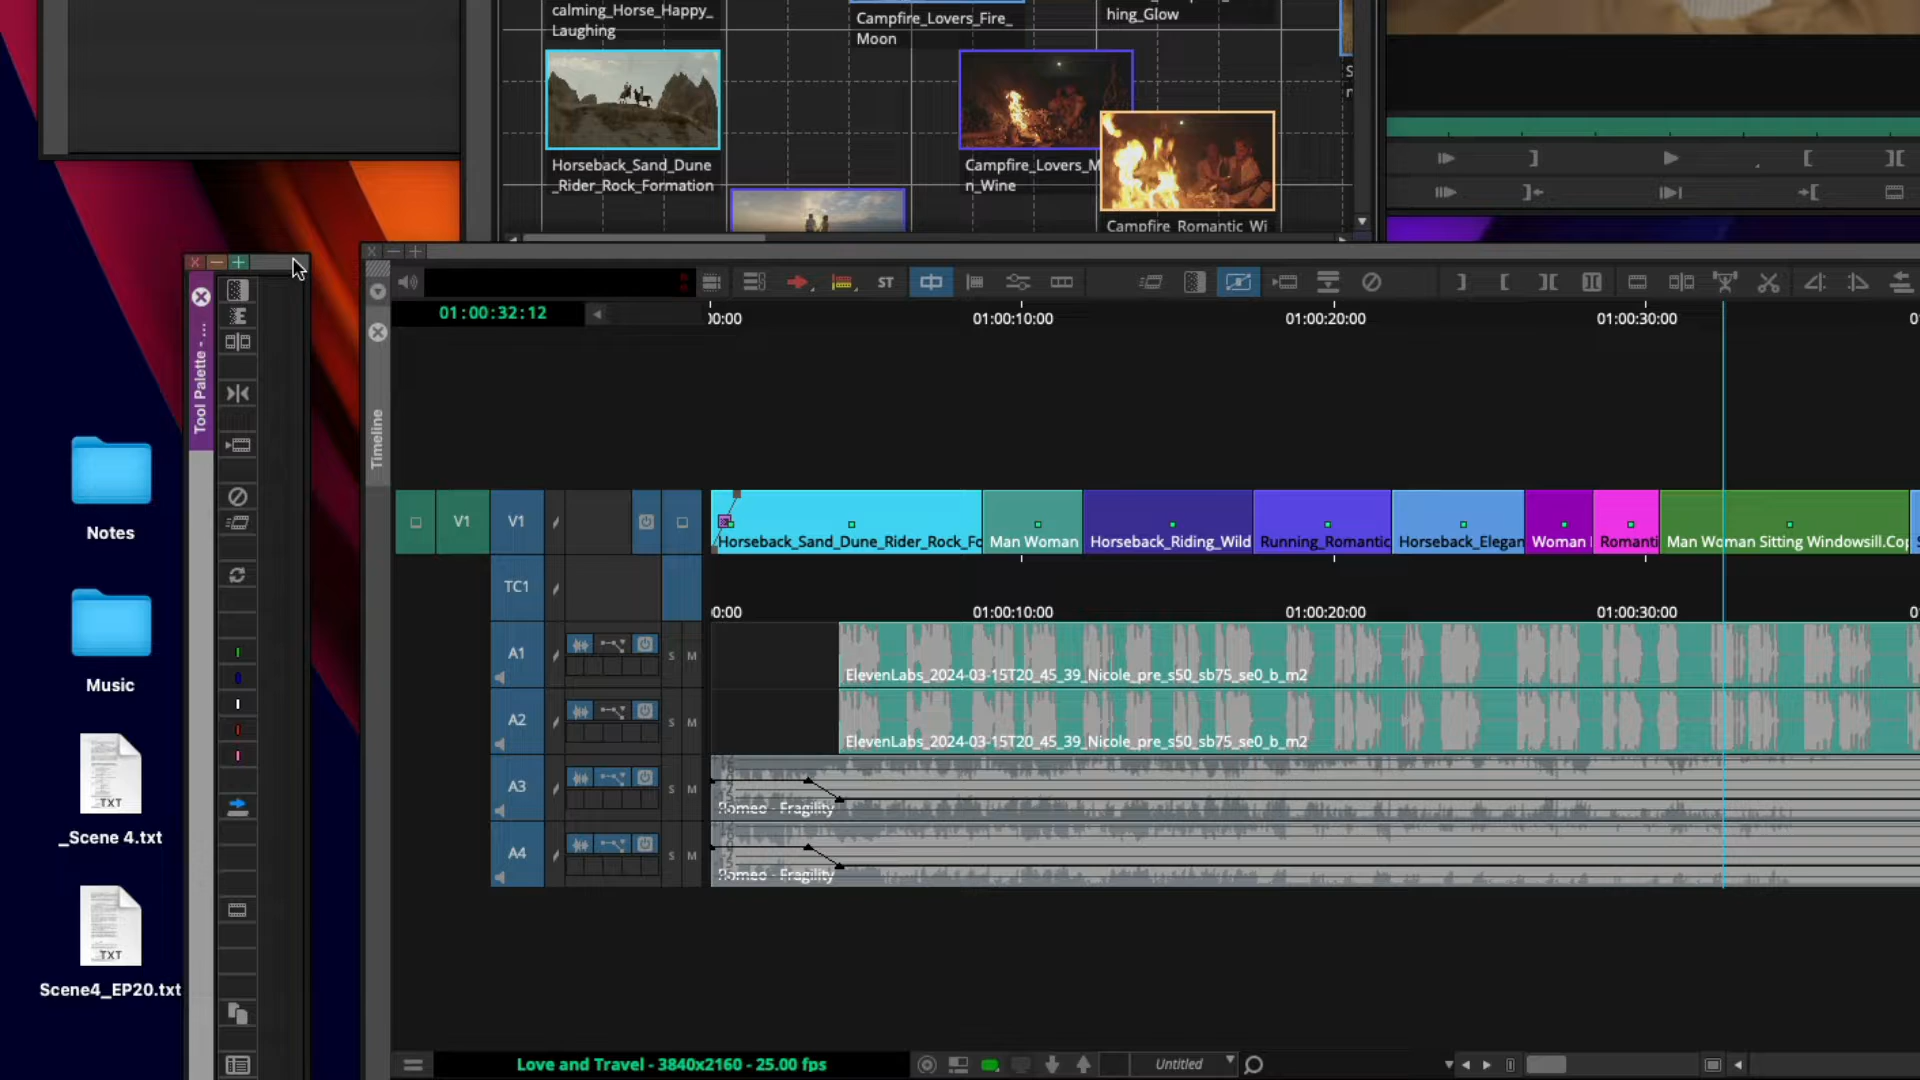 calming_Horse_Happy_
Laughing
Campfire_Lovers_Fire_
Moon
hing_Glow
Horseback_Sand_Dune
_Rider_Rock_Formation
Campfire_Lovers_M
n_Wine
Campfire_Romantic_Wi
Tool Palette - ...
Timeline
ST
01:00:32:12
00:00
01:00:10:00
01:00:20:00
01:00:30:00
V1
V1
Horseback_Sand_Dune_Rider_Rock_Fo
Man Woman
Horseback_Riding_Wild
Running_Romantic
Horseback_Elegan
Woman
Romanti
Man Woman Sitting Windowsill.Cop
TC1
0:00
01:00:10:00
01:00:20:00
01:00:30:00
A1
S M
ElevenLabs_2024-03-15T20_45_39_Nicole_pre_s50_sb75_se0_b_m2
A2
S M
ElevenLabs_2024-03-15T20_45_39_Nicole_pre_s50_sb75_se0_b_m2
A3
S M
Romeo - Fragility
A4
S M
Romeo - Fragility
Notes
Music
TXT
_Scene 4.txt
TXT
Scene4_EP20.txt
Love and Travel - 3840x2160 - 25.00 fps
Untitled